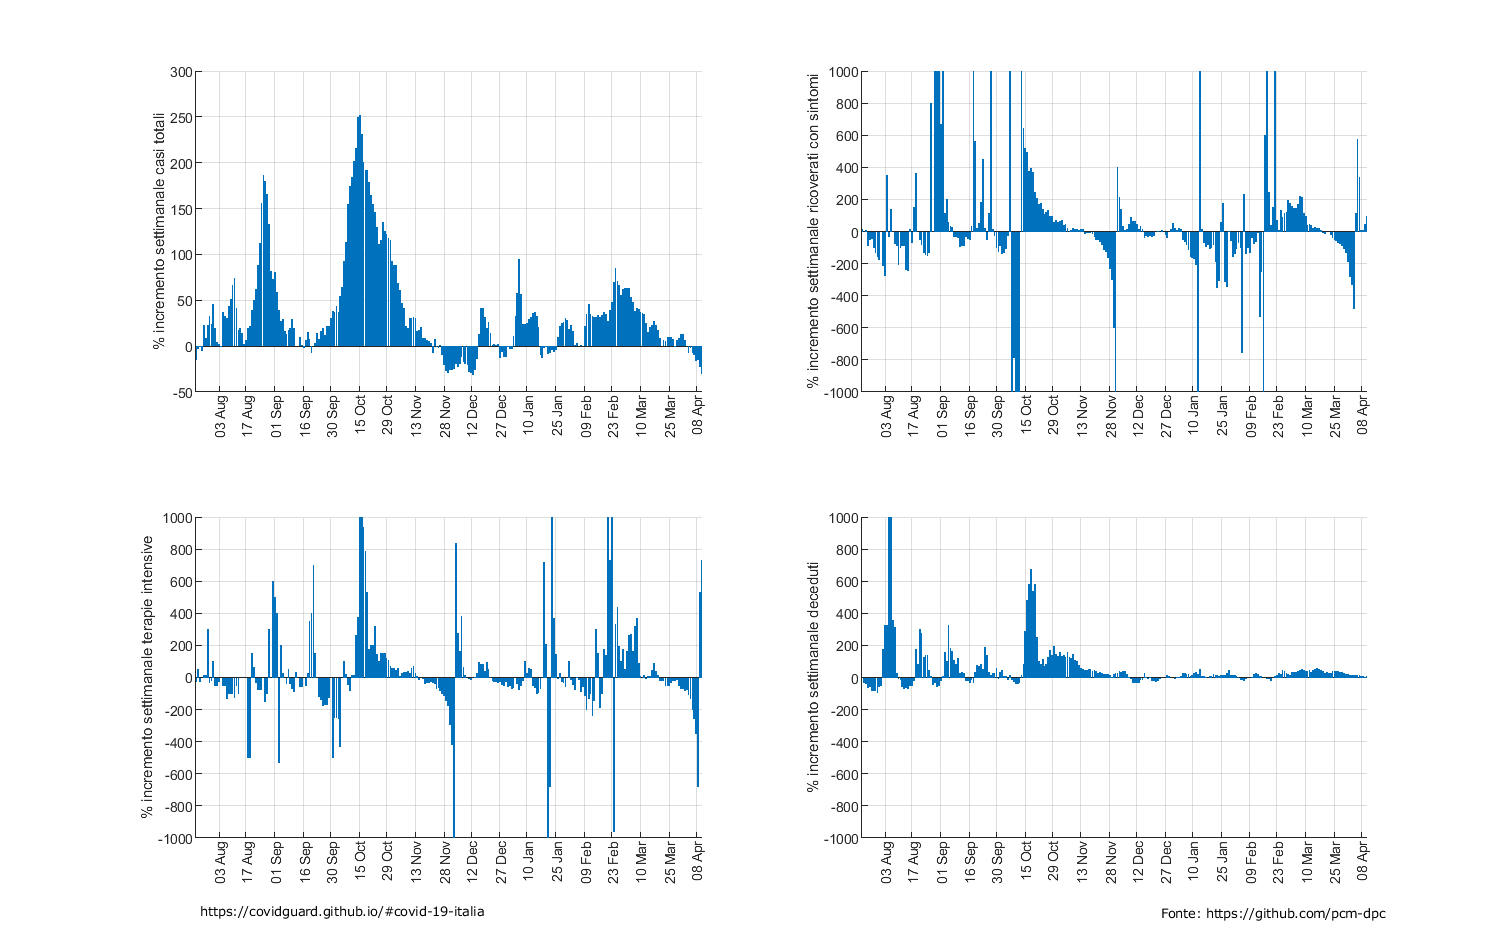 % incremento settimanale casi totali
300
250
200
150
100
50
0
-50
03 Aug
17 Aug
01 Sep
16 Sep
30 Sep
15 Oct
29 Oct
13 Nov
28 Nov
12 Dec
27 Dec
10 Jan
25 Jan
09 Feb
23 Feb
10 Mar
25 Mar
08 Apr
% incremento settimanale ricoverati con sintomi
1000
800
600
400
200
0
-200
-400
-600
-800
-1000
03 Aug
17 Aug
01 Sep
16 Sep
30 Sep
15 Oct
29 Oct
13 Nov
28 Nov
12 Dec
27 Dec
10 Jan
25 Jan
09 Feb
23 Feb
10 Mar
25 Mar
08 Apr
% incremento settimanale terapie intensive
1000
800
600
400
200
0
-200
-400
-600
-800
-1000
03 Aug
17 Aug
01 Sep
16 Sep
30 Sep
15 Oct
29 Oct
13 Nov
28 Nov
12 Dec
27 Dec
10 Jan
25 Jan
09 Feb
23 Feb
10 Mar
25 Mar
08 Apr
% incremento settimanale deceduti
1000
800
600
400
200
0
-200
-400
-600
-800
-1000
03 Aug
17 Aug
01 Sep
16 Sep
30 Sep
15 Oct
29 Oct
13 Nov
28 Nov
12 Dec
27 Dec
10 Jan
25 Jan
09 Feb
23 Feb
10 Mar
25 Mar
08 Apr
https://covidguard.github.io/#covid-19-italia
Fonte: https://github.com/pcm-dpc